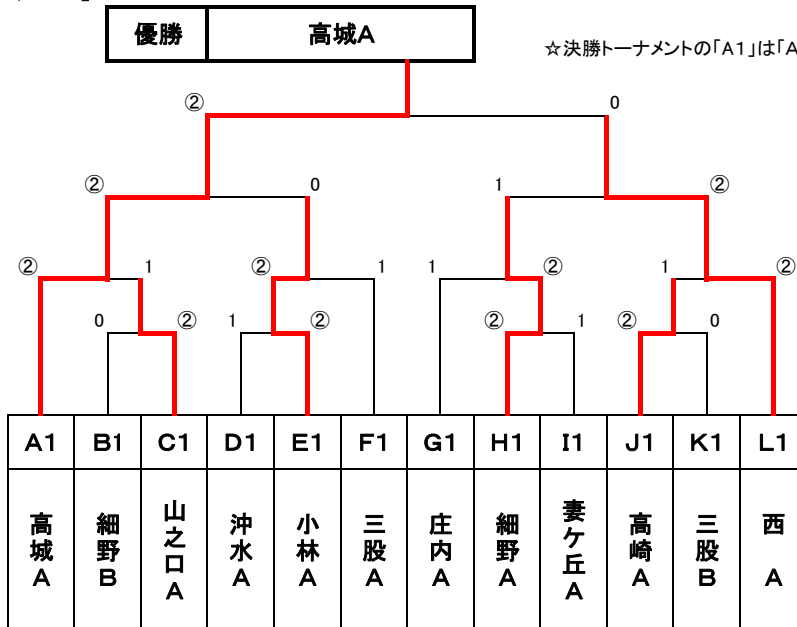 優勝 高城A
☆決勝トーナメントの「A1」は「A
② 0
② 0 1 ②
② 1 ② 1 1 ② 1 ②
0 ② 1 ② ② 1 ② 0
A1 B1 C1 D1 E1 F1 G1 H1 I1 J1 K1 L1
高城A 細野B 山之口A 沖水A 小林A 三股A 庄内A 細野A 妻ケ丘A 高崎A 三股B 西 A